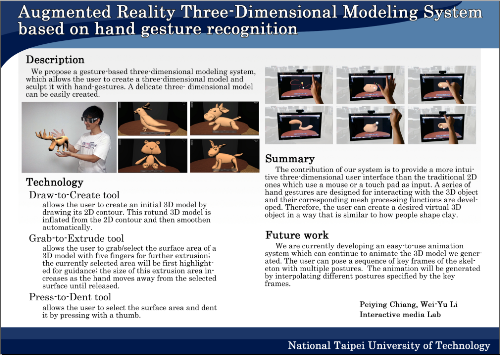 Augmented Reality Three-Dimensional Modeling System
based on hand gesture recognition
Description
We propose a gesture-based three-dimensional modeling system,
which allows the user to create a three-dimensional model and
sculpt it with hand-gestures. A delicate three- dimensional model
can be easily created.
Technology
Draw-to-Create tool
allows the user to create an initial 3D model by
drawing its 2D contour. This rotund 3D model is
inflated from the 2D contour and then smoothen
automatically.
Grab-to-Extrude tool
allows the user to grab/select the surface area of a
3D model with five fingers for further extrusion;
the currently selected area will be first highlight-
ed for guidance; the size of this extrusion area in-
creases as the hand moves away from the selected
surface until released.
Press-to-Dent tool
allows the user to select the surface area and dent
it by pressing with a thumb.
Summary
The contribution of our system is to provide a more intui-
tive three-dimensional user interface than the traditional 2D
ones which use a mouse or a touch pad as input. A series of
hand gestures are designed for interacting with the 3D object
and their corresponding mesh processing functions are devel-
oped. Therefore, the user can create a desired virtual 3D
object in a way that is similar to how people shape clay.
Future work
We are currently developing an easy-to-use animation
system which can continue to animate the 3D model we gener-
ated. The user can pose a sequence of key frames of the skel-
eton with multiple postures. The animation will be generated
by interpolating different postures specified by the key
frames.
Peiying Chiang, Wei-Yu Li
Interactive media Lab
National Taipei University of Technology